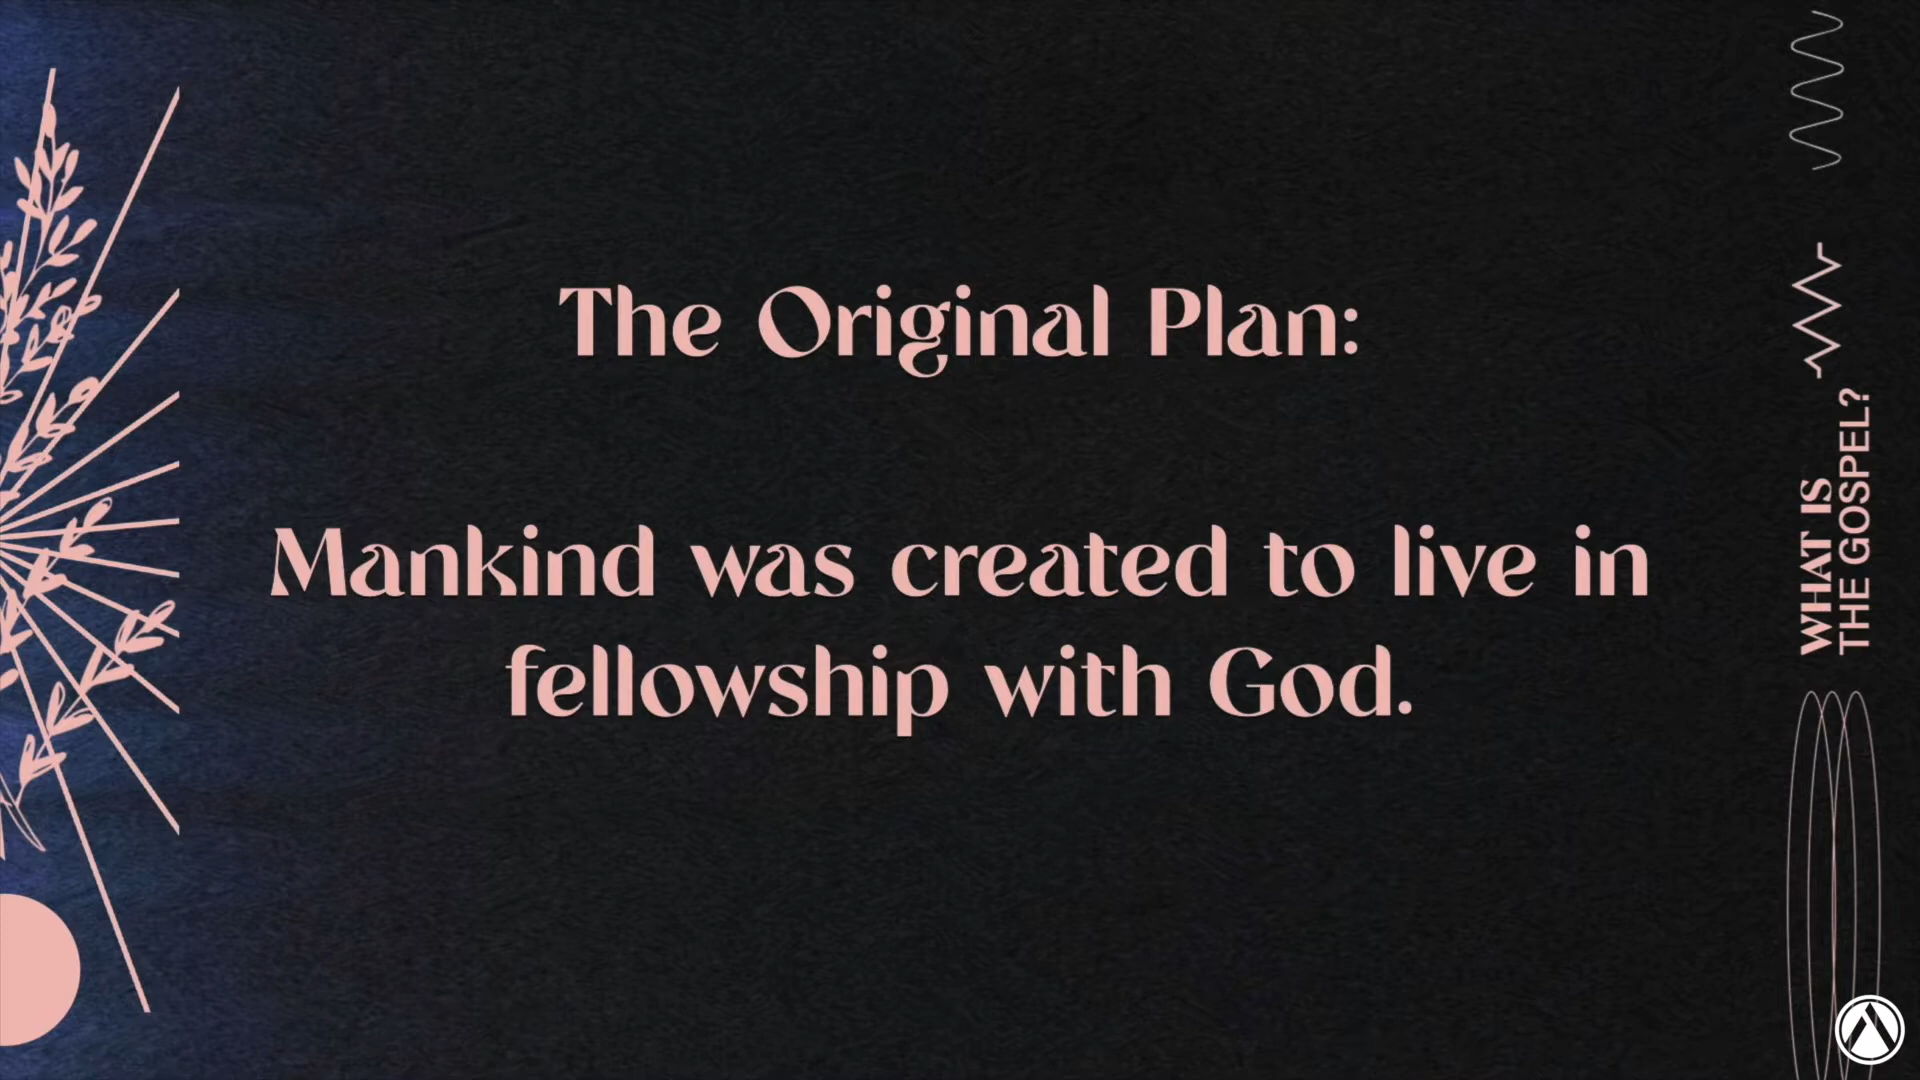 The Original Plan:
Mankind was created to live in
fellowship with God.
WHAT IS
THE GOSPEL?